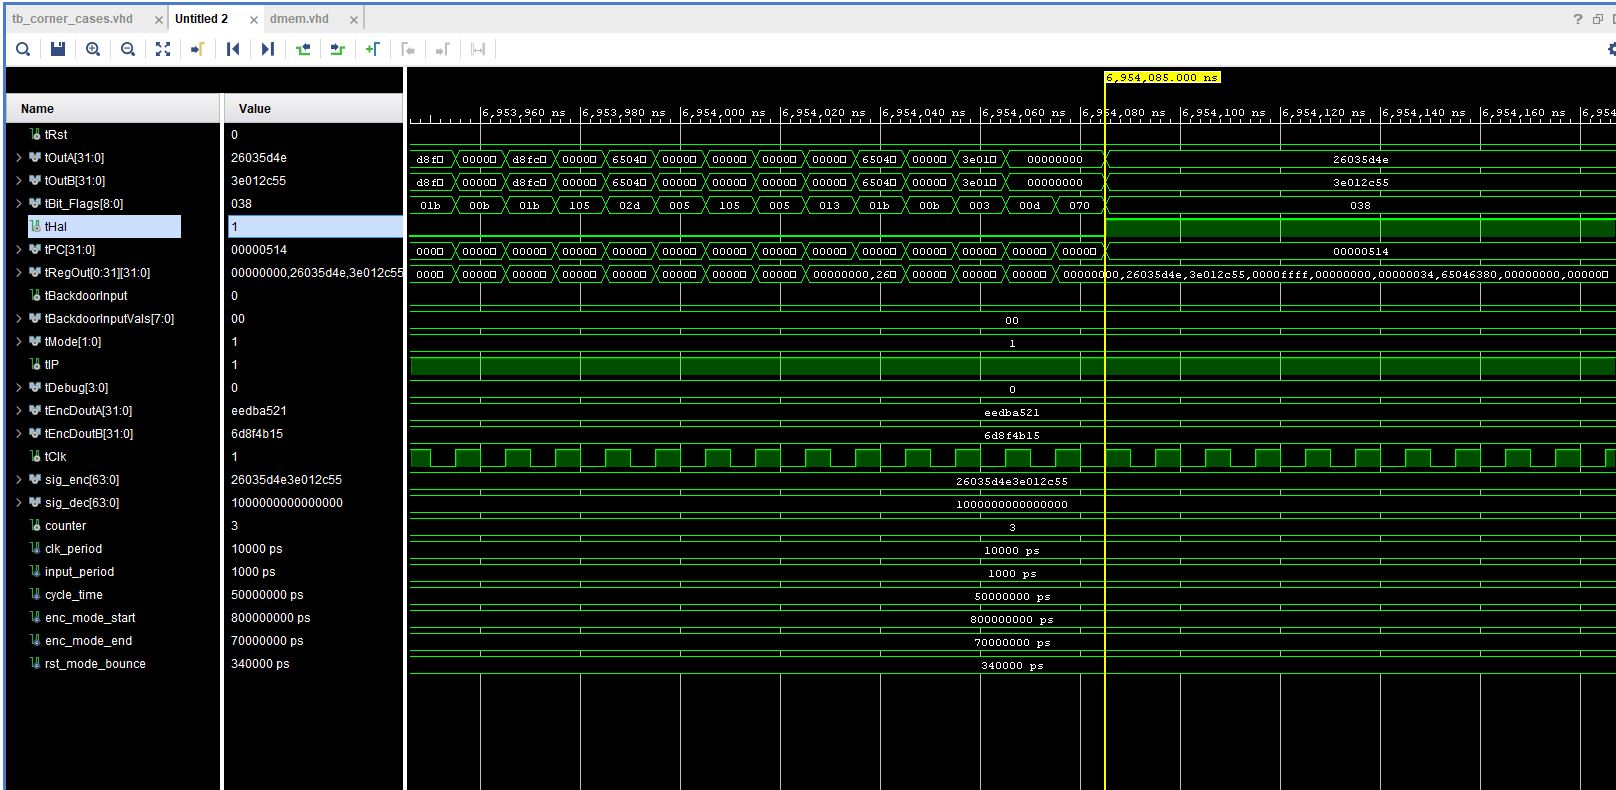 tb_corner_cases.vhd × Untitled 2 × dmem.vhd ×
6,954,085.000 ns
Name Value
6,953,960 ns 6,953,980 ns 6,954,000 ns 6,954,020 ns 6,954,040 ns 6,954,060 ns 6,954,080 ns 6,954,100 ns 6,954,120 ns 6,954,140 ns 6,954,160 ns 6,954
tRst 0
tOutA[31:0] 26035d4e d8f0 0000 d8fc 0000 6504 0000 0000 0000 0000 6504 0000 3e01 00000000 26035d4e
tOutB[31:0] 3e012c55 d8f0 0000 d8fc 0000 6504 0000 0000 0000 0000 6504 0000 3e01 00000000 3e012c55
tBit_Flags[8:0] 038 01b 00b 01b 105 02d 005 105 005 013 01b 00b 003 00d 070 038
tHal 1
tPC[31:0] 00000514 0000 0000 0000 0000 0000 0000 0000 0000 0000 0000 0000 0000 0000 0000 00000514
tRegOut[0:31][31:0] 00000000,26035d4e,3e012c55 000 0000 0000 0000 0000 0000 0000 0000 00000000,26 0000 0000 0000 00000000,26035d4e,3e012c55,0000ffff,00000000,00000034,65046380,00000000,00000
tBackdoorInput 0
tBackdoorInputVals[7:0] 00 00
tMode[1:0] 1 1
tIP 1
tDebug[3:0] 0 0
tEncDoutA[31:0] eedba521 eedba521
tEncDoutB[31:0] 6d8f4b15 6d8f4b15
tClk 1
sig_enc[63:0] 26035d4e3e012c55 26035d4e3e012c55
sig_dec[63:0] 1000000000000000 1000000000000000
counter 3 3
clk_period 10000 ps 10000 ps
input_period 1000 ps 1000 ps
cycle_time 50000000 ps 50000000 ps
enc_mode_start 800000000 ps 800000000 ps
enc_mode_end 70000000 ps 70000000 ps
rst_mode_bounce 340000 ps 340000 ps